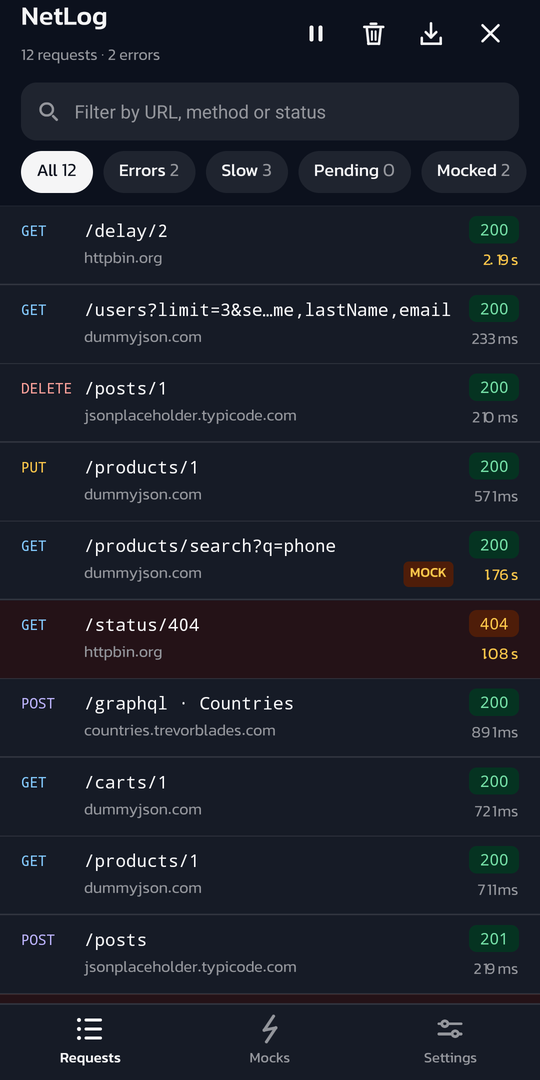 NetLog
12 requests · 2 errors
Filter by URL, method or status
All 12 Errors 2 Slow 3 Pending 0 Mocked 2
GET /delay/2 200
httpbin.org 2.19 s
GET /users?limit=3&se…me,lastName,email 200
dummyjson.com 233 ms
DELETE /posts/1 200
jsonplaceholder.typicode.com 210 ms
PUT /products/1 200
dummyjson.com 571 ms
GET /products/search?q=phone 200
dummyjson.com MOCK 1.76 s
GET /status/404 404
httpbin.org 1.08 s
POST /graphql · Countries 200
countries.trevorblades.com 891 ms
GET /carts/1 200
dummyjson.com 721 ms
GET /products/1 200
dummyjson.com 711 ms
POST /posts 201
jsonplaceholder.typicode.com 219 ms
Requests Mocks Settings